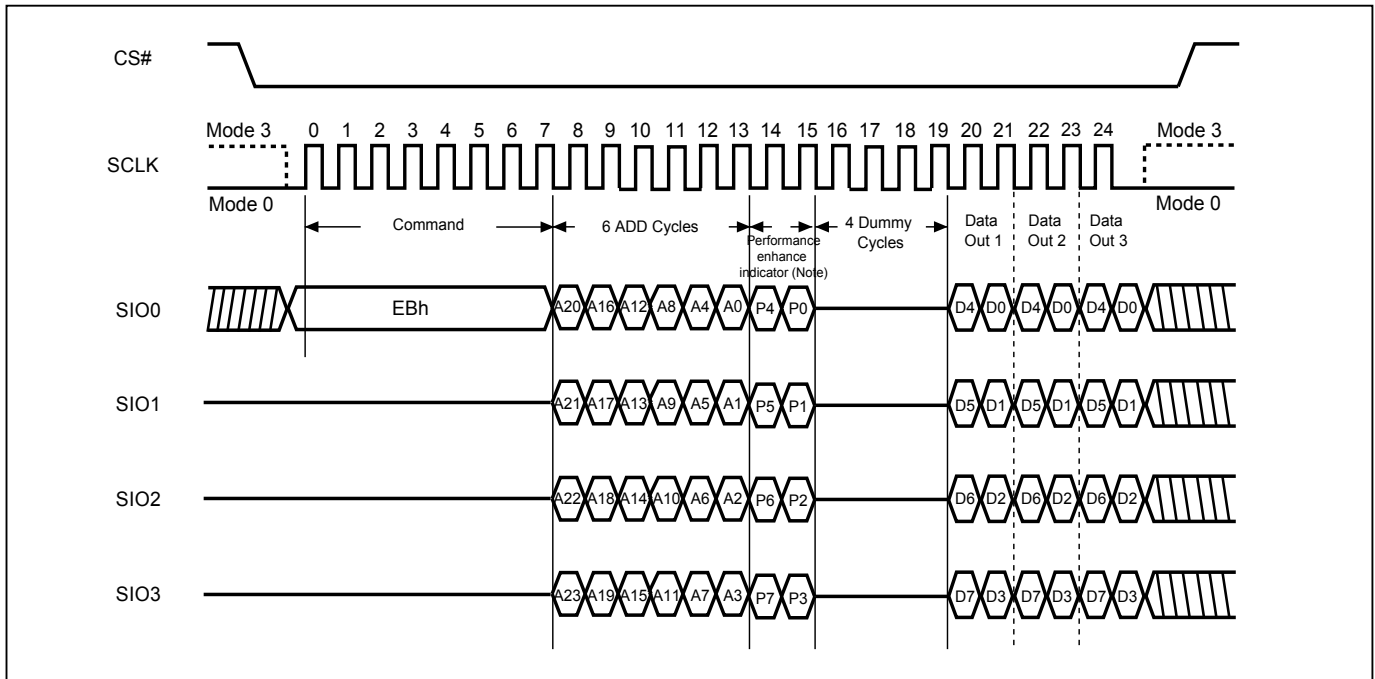 CS#
Mode 3 0 1 2 3 4 5 6 7 8 9 10 11 12 13 14 15 16 17 18 19 20 21 22 23 24 Mode 3
SCLK
Mode 0 Mode 0
Command 6 ADD Cycles Performance enhance indicator (Note) 4 Dummy Cycles Data Out 1 Data Out 2 Data Out 3
SIO0 EBh A20 A16 A12 A8 A4 A0 P4 P0 D4 D0 D4 D0 D4 D0
SIO1 A21 A17 A13 A9 A5 A1 P5 P1 D5 D1 D5 D1 D5 D1
SIO2 A22 A18 A14 A10 A6 A2 P6 P2 D6 D2 D6 D2 D6 D2
SIO3 A23 A19 A15 A11 A7 A3 P7 P3 D7 D3 D7 D3 D7 D3